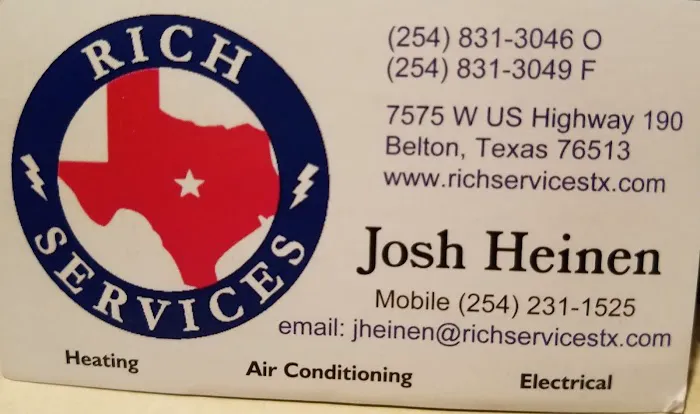 RICH
SERVICES
(254) 831-3046 O
(254) 831-3049 F
7575 W US Highway 190
Belton, Texas 76513
www.richservicestx.com
Josh Heinen
Mobile (254) 231-1525
email: jheinen@richservicestx.com
Heating Air Conditioning Electrical